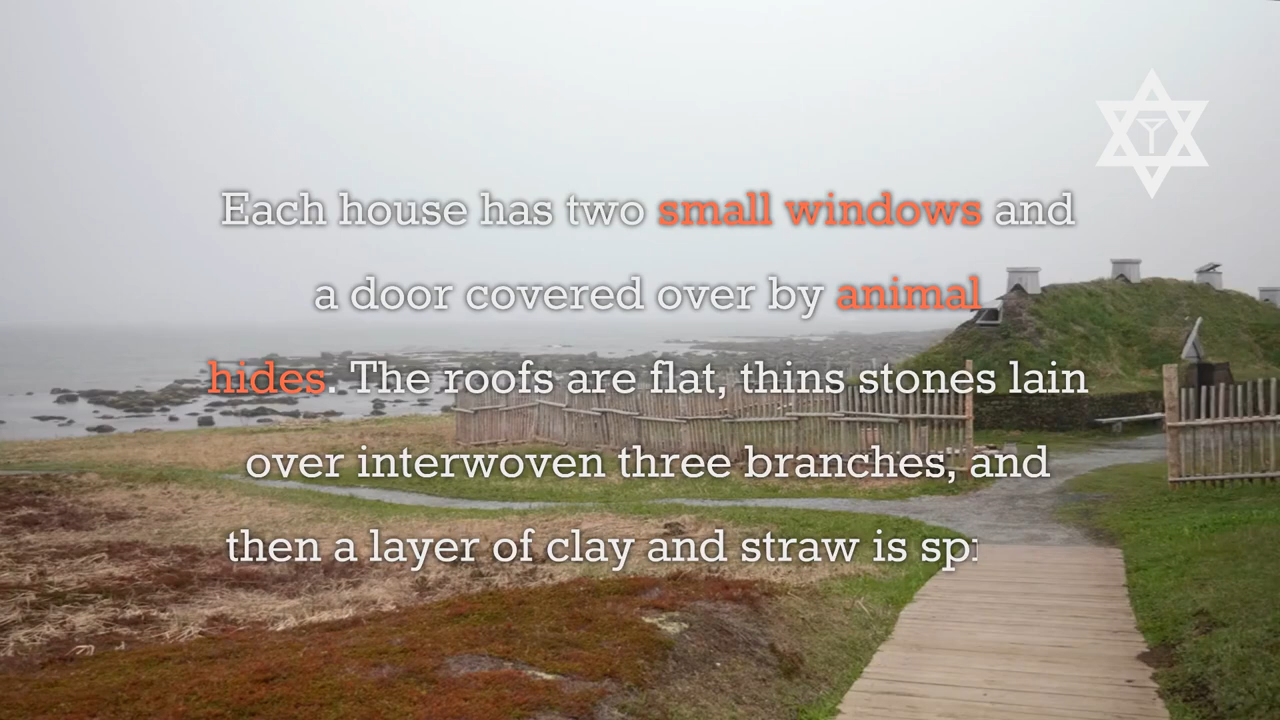 Each house has two small windows and
a door covered over by animal
hides. The roofs are flat, thins stones lain
over interwoven three branches, and
then a layer of clay and straw is